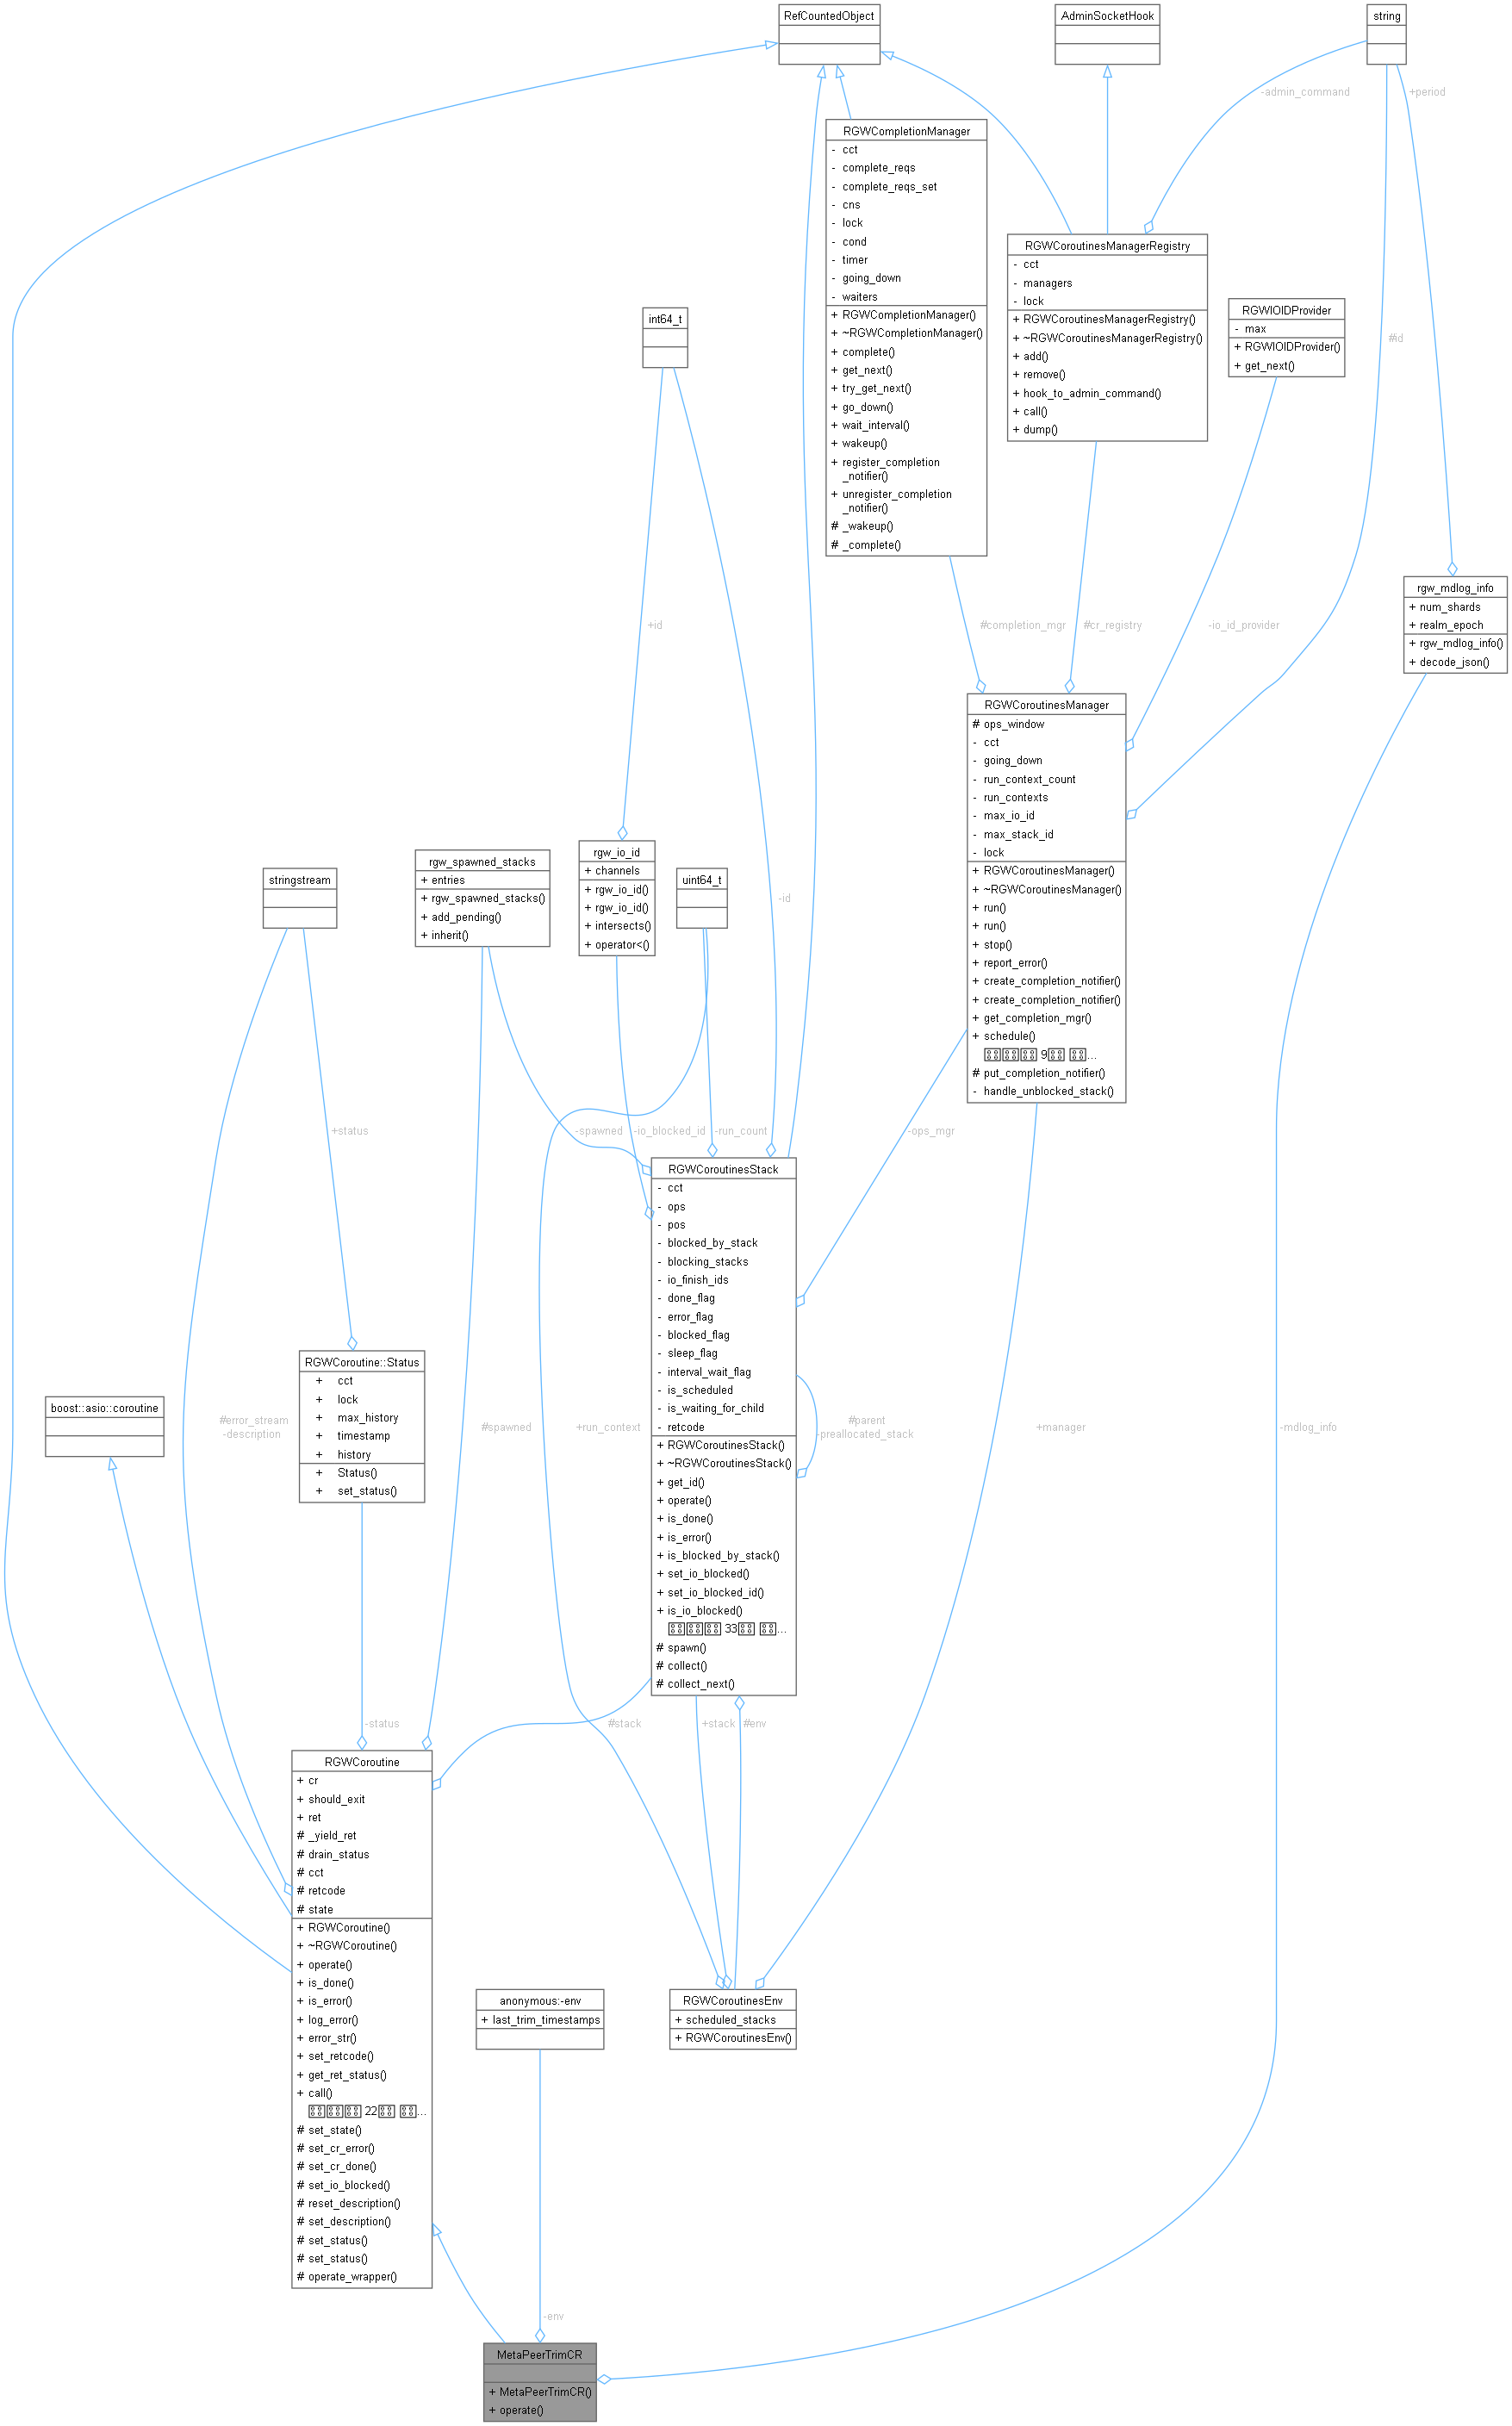 RefCountedObject
AdminSocketHook
string
-admin_command
+period
RGWCompletionManager
- cct
- complete_reqs
- complete_reqs_set
- cns
- lock
- cond
- timer
- going_down
- waiters
+ RGWCompletionManager()
+ ~RGWCompletionManager()
+ complete()
+ get_next()
+ try_get_next()
+ go_down()
+ wait_interval()
+ wakeup()
+ register_completion
_notifier()
+ unregister_completion
_notifier()
# _wakeup()
# _complete()
RGWCoroutinesManagerRegistry
- cct
- managers
- lock
+ RGWCoroutinesManagerRegistry()
+ ~RGWCoroutinesManagerRegistry()
+ add()
+ remove()
+ hook_to_admin_command()
+ call()
+ dump()
RGWIOIDProvider
- max
+ RGWIOIDProvider()
+ get_next()
#id
int64_t
+id
#completion_mgr
#cr_registry
-io_id_provider
rgw_mdlog_info
+ num_shards
+ realm_epoch
+ rgw_mdlog_info()
+ decode_json()
RGWCoroutinesManager
# ops_window
- cct
- going_down
- run_context_count
- run_contexts
- max_io_id
- max_stack_id
- lock
+ RGWCoroutinesManager()
+ ~RGWCoroutinesManager()
+ run()
+ run()
+ stop()
+ report_error()
+ create_completion_notifier()
+ create_completion_notifier()
+ get_completion_mgr()
+ schedule()
9 ...
# put_completion_notifier()
- handle_unblocked_stack()
stringstream
rgw_spawned_stacks
+ entries
+ rgw_spawned_stacks()
+ add_pending()
+ inherit()
rgw_io_id
+ channels
+ rgw_io_id()
+ rgw_io_id()
+ intersects()
+ operator<()
uint64_t
-id
+status
-spawned
-io_blocked_id
-run_count
-ops_mgr
RGWCoroutinesStack
- cct
- ops
- pos
- blocked_by_stack
- blocking_stacks
- io_finish_ids
- done_flag
- error_flag
- blocked_flag
- sleep_flag
- interval_wait_flag
- is_scheduled
- is_waiting_for_child
- retcode
+ RGWCoroutinesStack()
+ ~RGWCoroutinesStack()
+ get_id()
+ operate()
+ is_done()
+ is_error()
+ is_blocked_by_stack()
+ set_io_blocked()
+ set_io_blocked_id()
+ is_io_blocked()
33 ...
# spawn()
# collect()
# collect_next()
boost::asio::coroutine
RGWCoroutine::Status
+ cct
+ lock
+ max_history
+ timestamp
+ history
+ Status()
+ set_status()
#error_stream
-description
#spawned
+run_context
#parent
-preallocated_stack
+manager
-mdlog_info
-status
#stack
+stack
#env
RGWCoroutine
+ cr
+ should_exit
+ ret
# _yield_ret
# drain_status
# cct
# retcode
# state
+ RGWCoroutine()
+ ~RGWCoroutine()
+ operate()
+ is_done()
+ is_error()
+ log_error()
+ error_str()
+ set_retcode()
+ get_ret_status()
+ call()
22 ...
# set_state()
# set_cr_error()
# set_cr_done()
# set_io_blocked()
# reset_description()
# set_description()
# set_status()
# set_status()
# operate_wrapper()
anonymous:-env
+ last_trim_timestamps
RGWCoroutinesEnv
+ scheduled_stacks
+ RGWCoroutinesEnv()
-env
MetaPeerTrimCR
+ MetaPeerTrimCR()
+ operate()